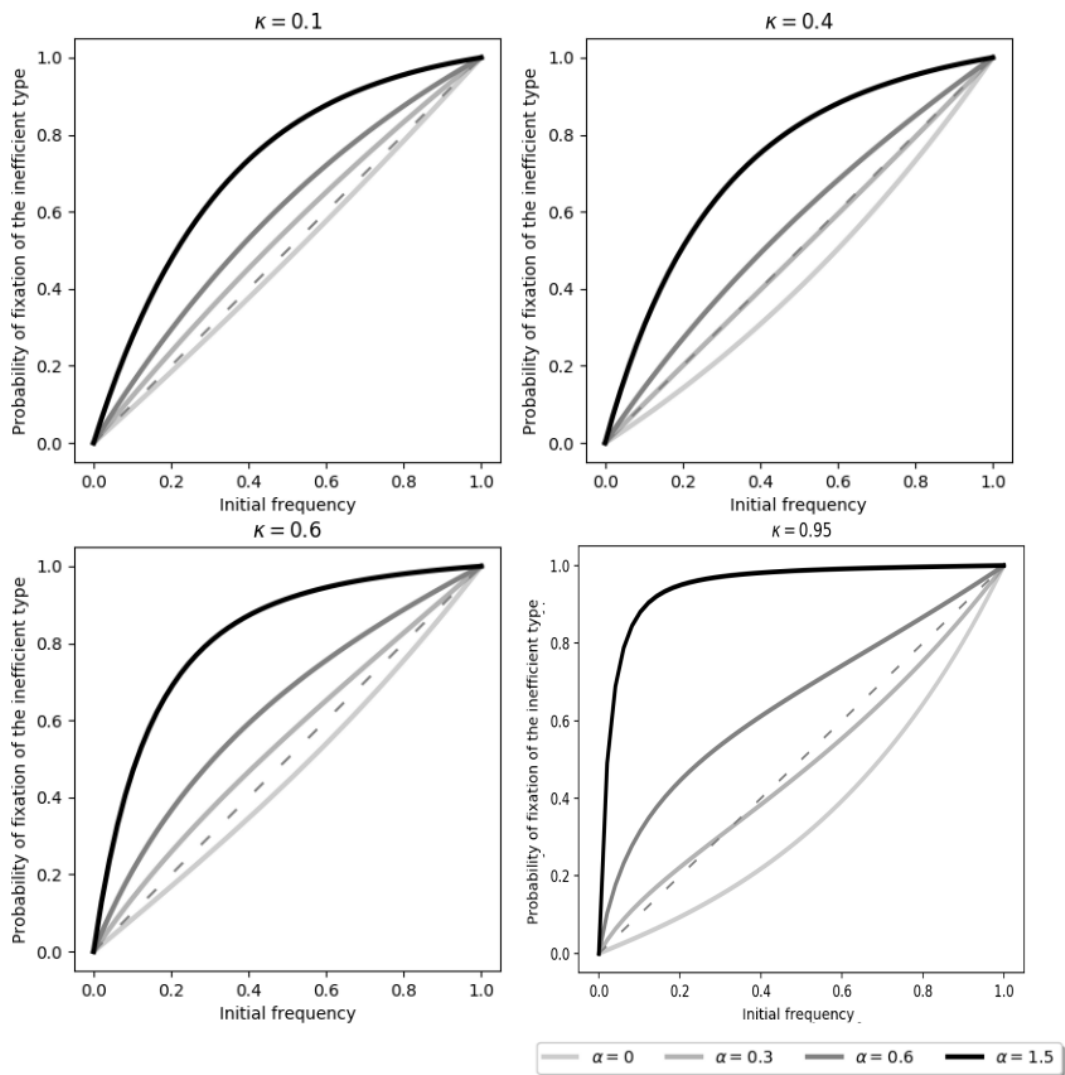 κ = 0.1
Probability of fixation of the inefficient type
1.0
0.8
0.6
0.4
0.2
0.0
0.0 0.2 0.4 0.6 0.8 1.0
Initial frequency
κ = 0.4
Probability of fixation of the inefficient type
1.0
0.8
0.6
0.4
0.2
0.0
0.0 0.2 0.4 0.6 0.8 1.0
Initial frequency
κ = 0.6
Probability of fixation of the inefficient type
1.0
0.8
0.6
0.4
0.2
0.0
0.0 0.2 0.4 0.6 0.8 1.0
Initial frequency
κ = 0.95
Probability of fixation of the inefficient type
1.0
0.8
0.6
0.4
0.2
0.0
0.0 0.2 0.4 0.6 0.8 1.0
Initial frequency
α = 0 α = 0.3 α = 0.6 α = 1.5